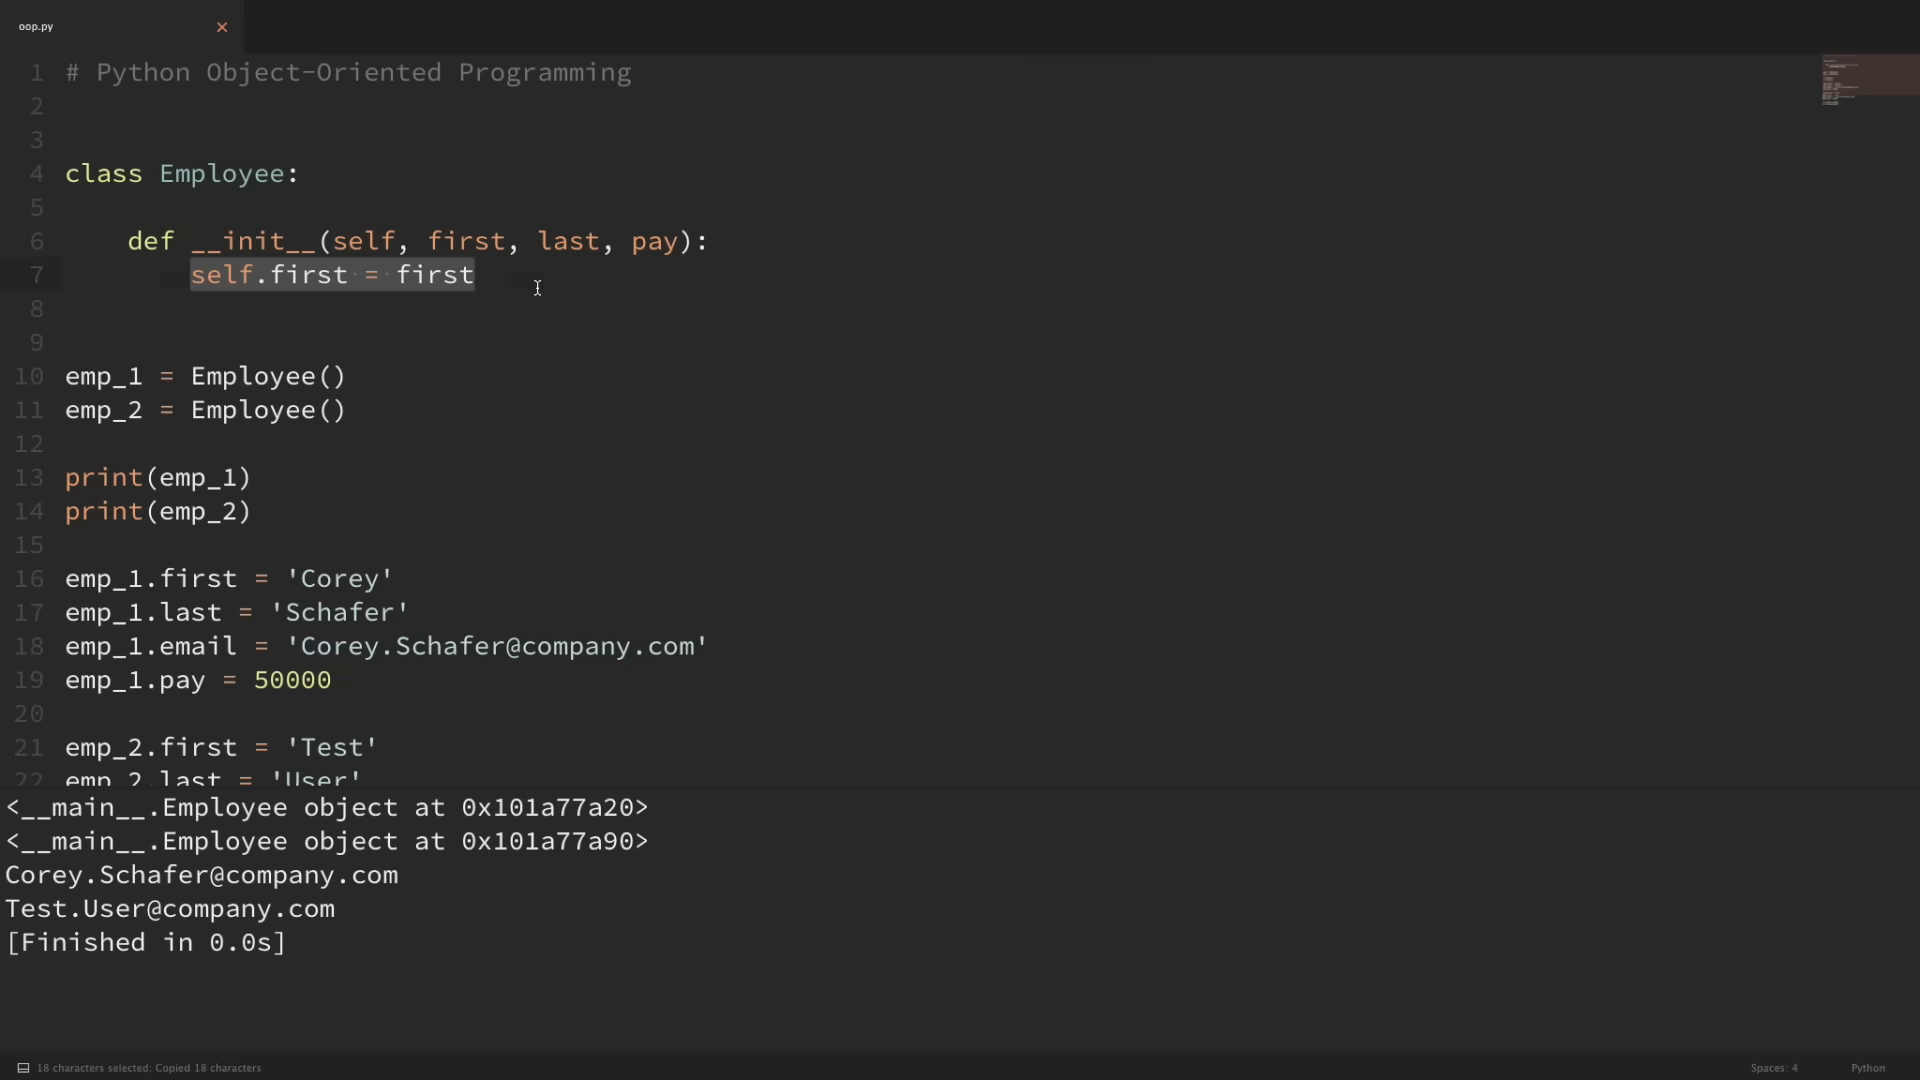 oop.py
1 # Python Object-Oriented Programming
2
3
4 class Employee:
5
6     def __init__(self, first, last, pay):
7         self.first = first
8
9
10 emp_1 = Employee()
11 emp_2 = Employee()
12
13 print(emp_1)
14 print(emp_2)
15
16 emp_1.first = 'Corey'
17 emp_1.last = 'Schafer'
18 emp_1.email = 'Corey.Schafer@company.com'
19 emp_1.pay = 50000
20
21 emp_2.first = 'Test'
22 emp_2.last = 'User'
<__main__.Employee object at 0x101a77a20>
<__main__.Employee object at 0x101a77a90>
Corey.Schafer@company.com
Test.User@company.com
[Finished in 0.0s]
18 characters selected; Copied 18 characters
Spaces: 4
Python